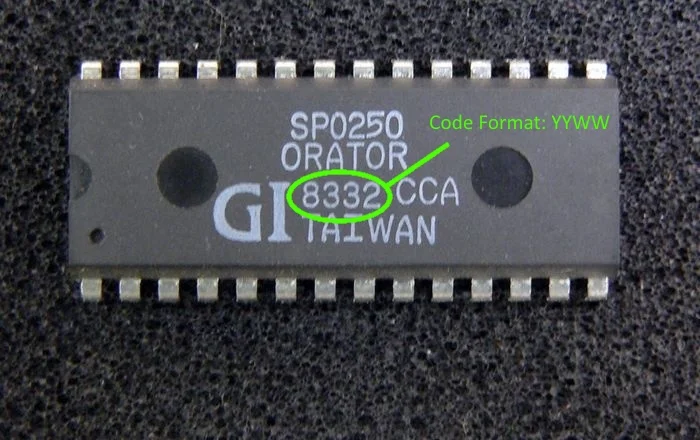 SP0250
Code Format: YYWW
ORATOR
GI 8332 CCA
TAIWAN